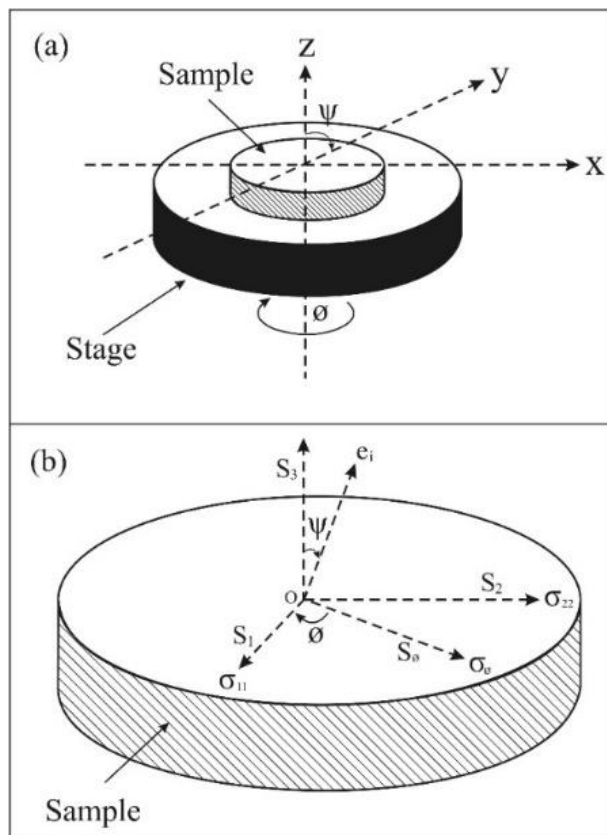 (a)
z
Sample
y
ψ
x
ø
Stage
(b)
S₃
eᵢ
ψ
O
S₂
σ₂₂
S₁
ø
Sø
σø
σ₁₁
Sample